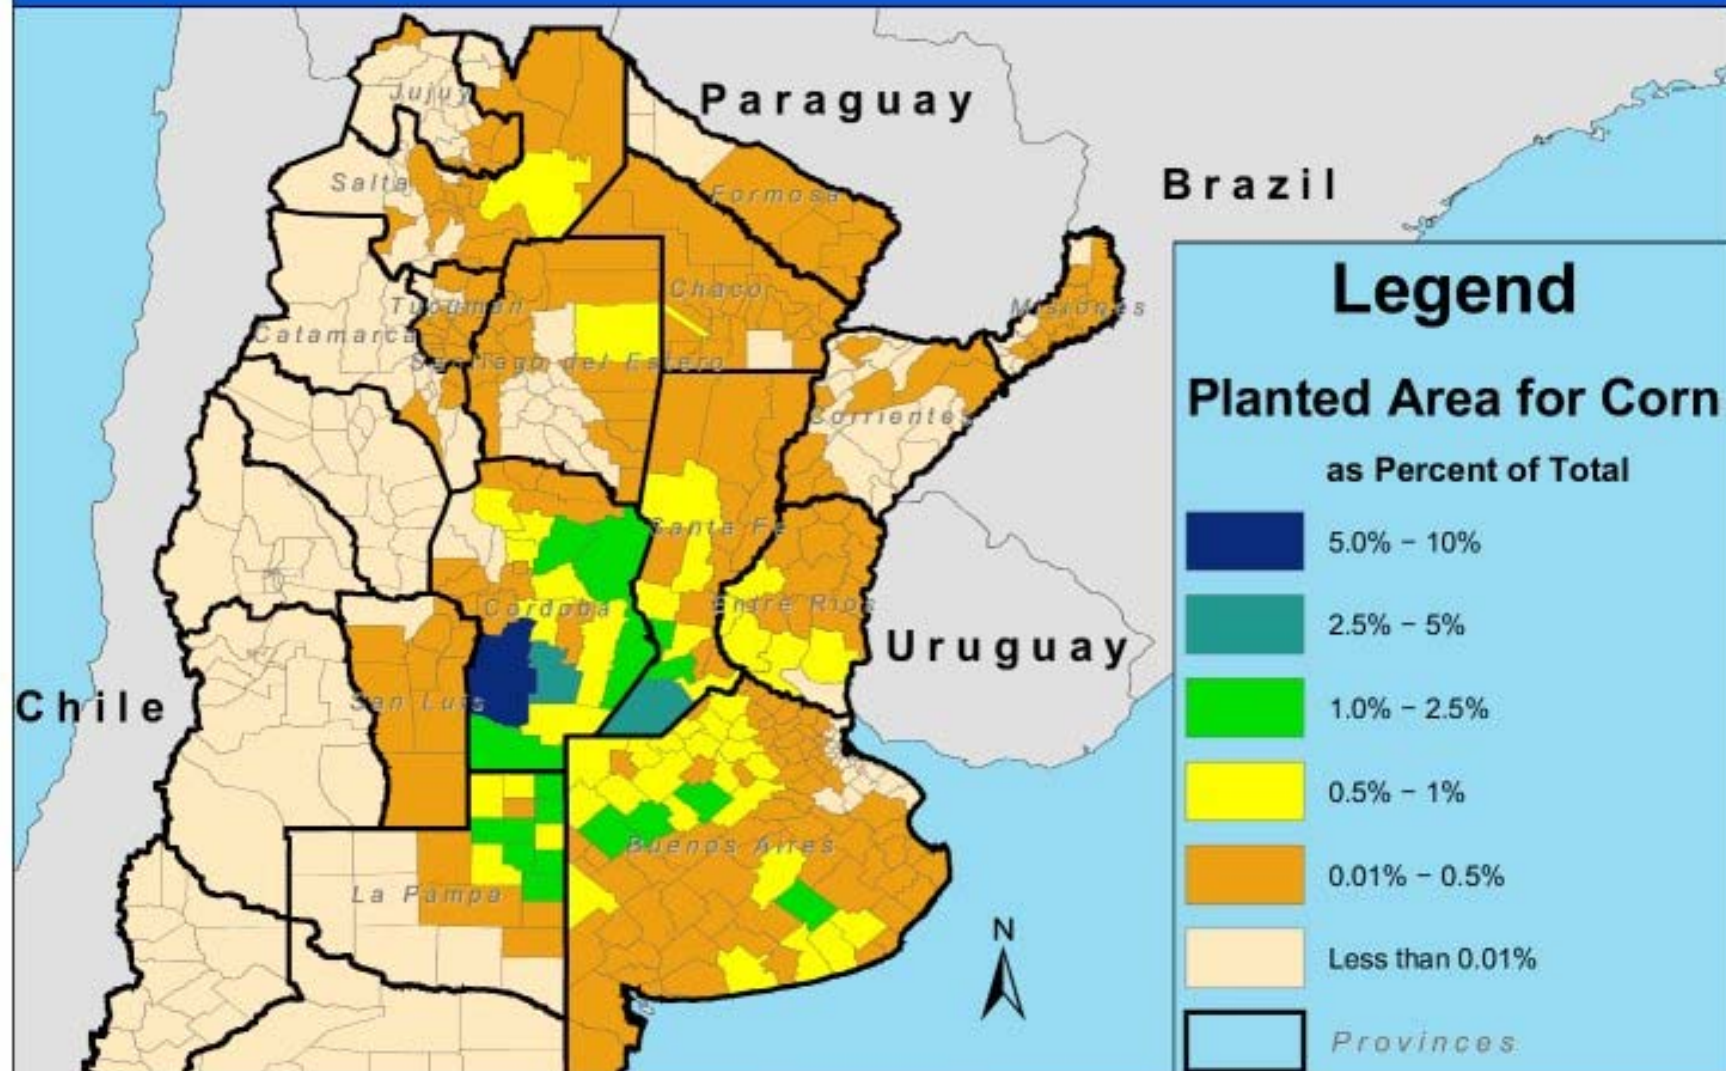 Paraguay
Brazil
Jujuy
Salta
Formosa
Chaco
Tucuman
Misiones
Catamarca
Santiago del Estero
Corrientes
Santa Fe
Cordoba
Entre Rios
Uruguay
Chile
San Luis
Buenos Aires
La Pampa
N
Legend
Planted Area for Corn
as Percent of Total
5.0% – 10%
2.5% – 5%
1.0% – 2.5%
0.5% – 1%
0.01% – 0.5%
Less than 0.01%
Provinces